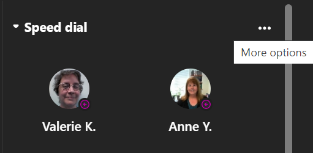 Speed dial
More options
Valerie K.
Anne Y.